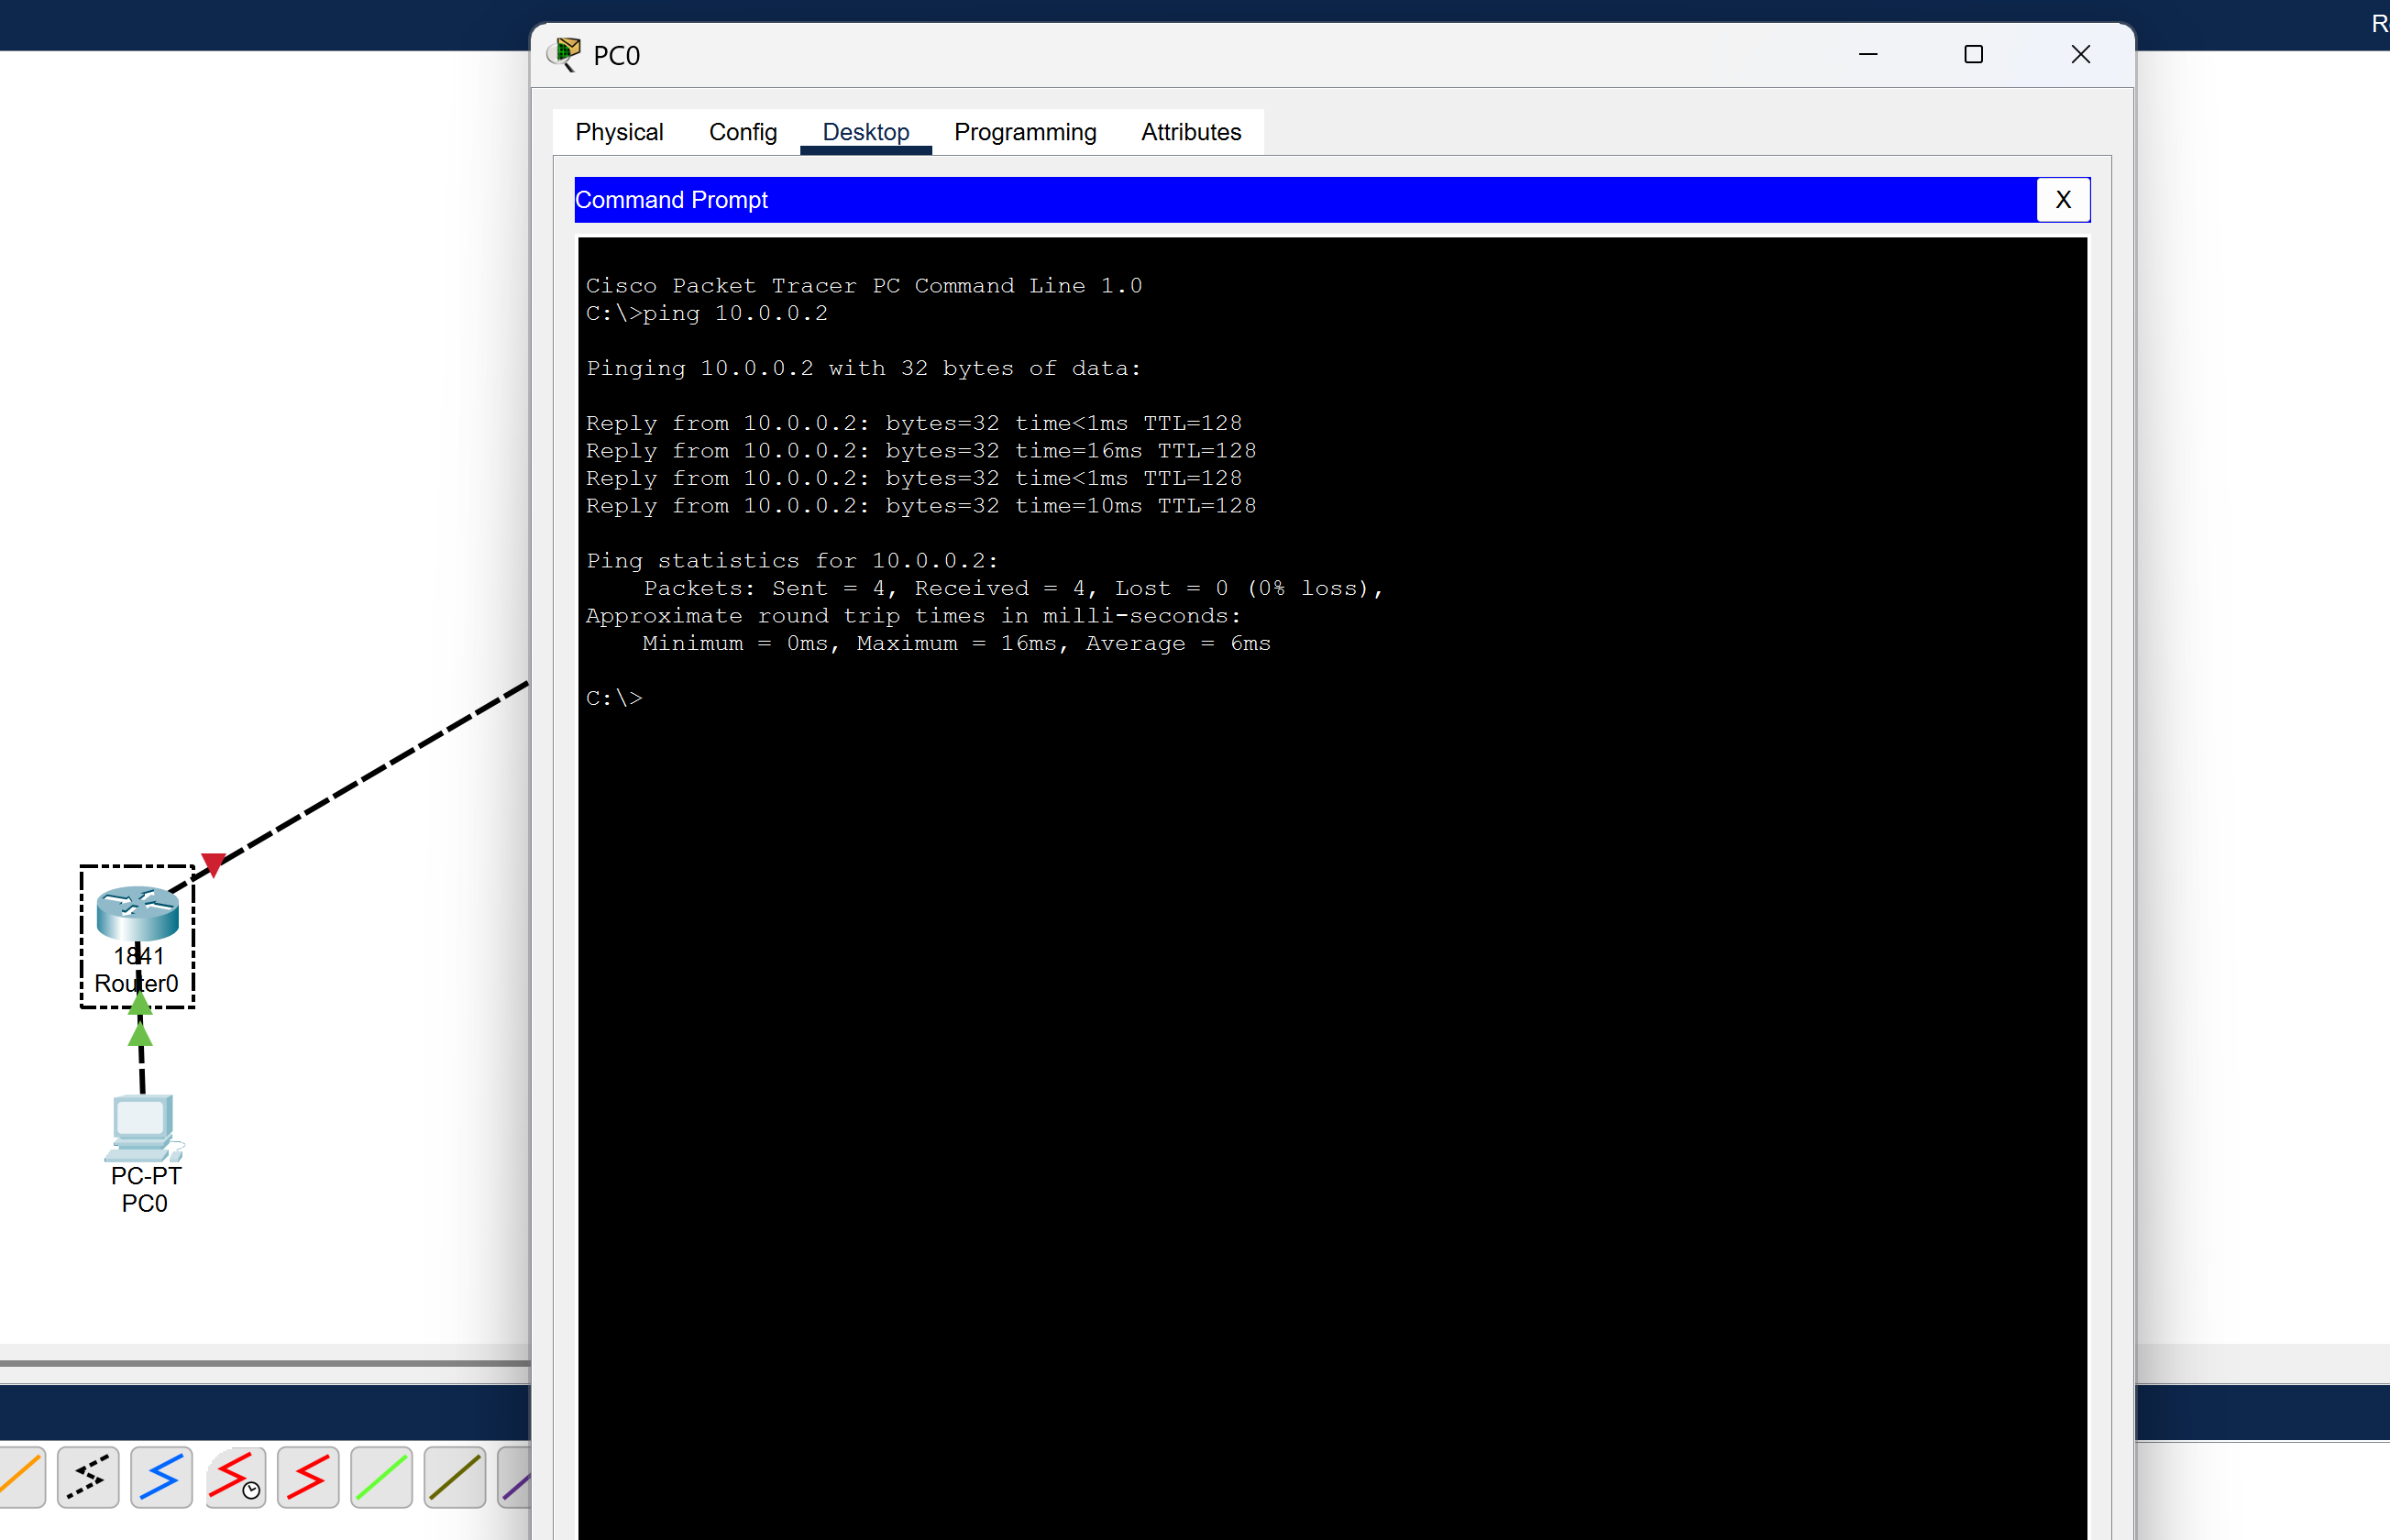 R
PC0
Physical Config Desktop Programming Attributes
Command Prompt
X
Cisco Packet Tracer PC Command Line 1.0
C:\>ping 10.0.0.2
Pinging 10.0.0.2 with 32 bytes of data:
Reply from 10.0.0.2: bytes=32 time<1ms TTL=128
Reply from 10.0.0.2: bytes=32 time=16ms TTL=128
Reply from 10.0.0.2: bytes=32 time<1ms TTL=128
Reply from 10.0.0.2: bytes=32 time=10ms TTL=128
Ping statistics for 10.0.0.2:
Packets: Sent = 4, Received = 4, Lost = 0 (0% loss),
Approximate round trip times in milli-seconds:
Minimum = 0ms, Maximum = 16ms, Average = 6ms
C:\>
1841
Router0
PC-PT
PC0